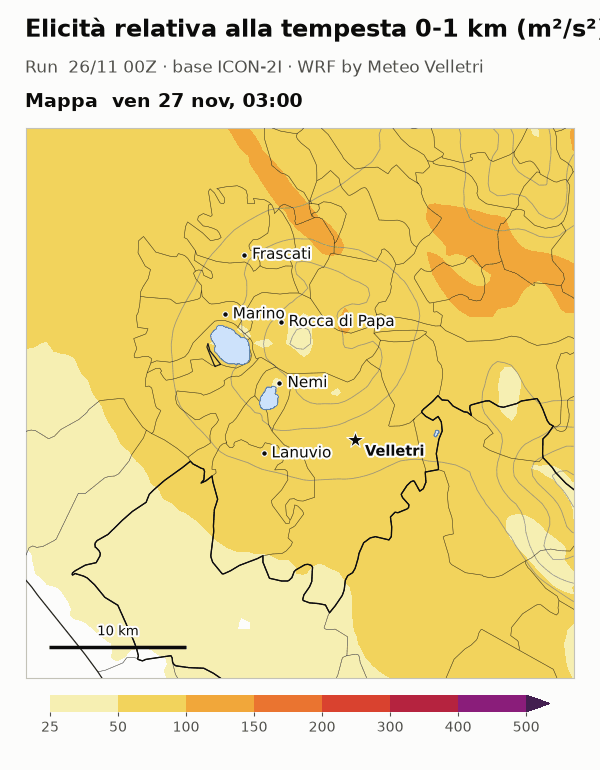 Elicità relativa alla tempesta 0-1 km (m²/s²)
Run 26/11 00Z · base ICON-2I · WRF by Meteo Velletri
Mappa ven 27 nov, 03:00
Frascati
Marino
Rocca di Papa
Nemi
Velletri
Lanuvio
10 km
25 50 100 150 200 300 400 500